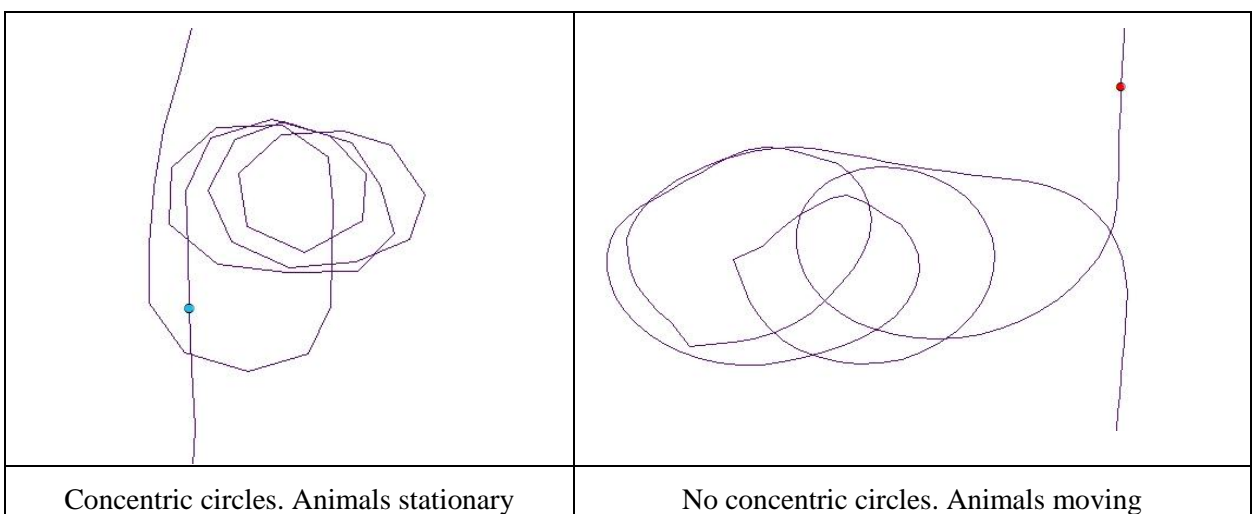 Concentric circles. Animals stationary
No concentric circles. Animals moving